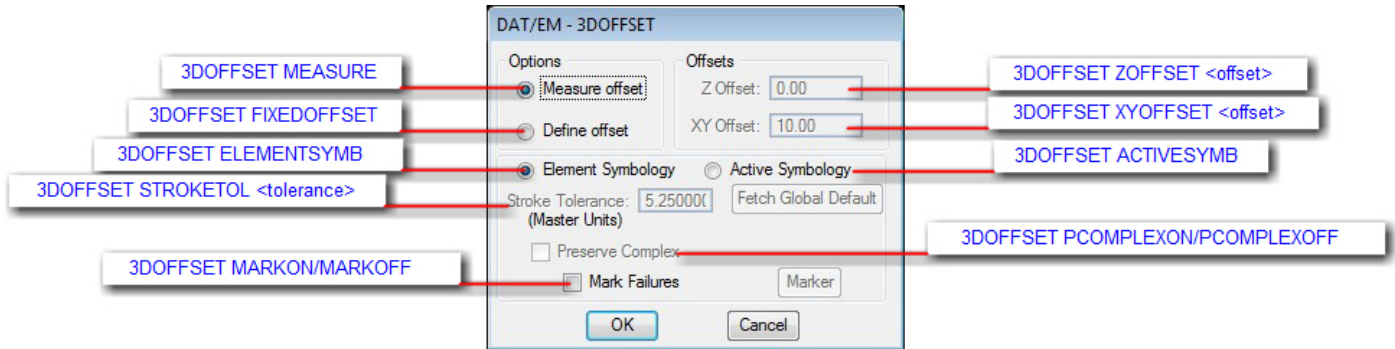 DAT/EM - 3DOFFSET
Options
Offsets
3DOFFSET MEASURE
Measure offset
Z Offset: 0.00
3DOFFSET ZOFFSET <offset>
3DOFFSET FIXEDOFFSET
Define offset
XY Offset: 10.00
3DOFFSET XYOFFSET <offset>
3DOFFSET ELEMENTSYMB
Element Symbology
Active Symbology
3DOFFSET ACTIVESYMB
3DOFFSET STROKETOL <tolerance>
Stroke Tolerance: 5.250000
Fetch Global Default
(Master Units)
Preserve Complex
3DOFFSET PCOMPLEXON/PCOMPLEXOFF
3DOFFSET MARKON/MARKOFF
Mark Failures
Marker
OK
Cancel